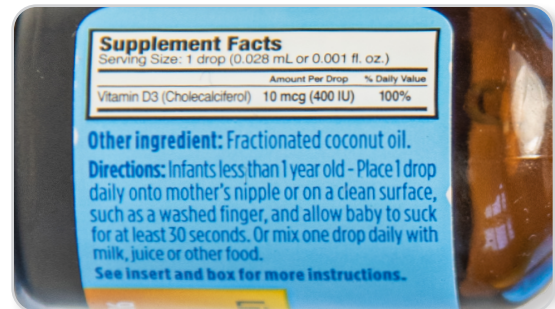 Supplement Facts
Serving Size: 1 drop (0.028 mL or 0.001 fl. oz.)
Amount Per Drop % Daily Value
Vitamin D3 (Cholecalciferol) 10 mcg (400 IU) 100%
Other ingredient: Fractionated coconut oil.
Directions: Infants less than 1 year old - Place 1 drop
daily onto mother's nipple or on a clean surface,
such as a washed finger, and allow baby to suck
for at least 30 seconds. Or mix one drop daily with
milk, juice or other food.
See insert and box for more instructions.